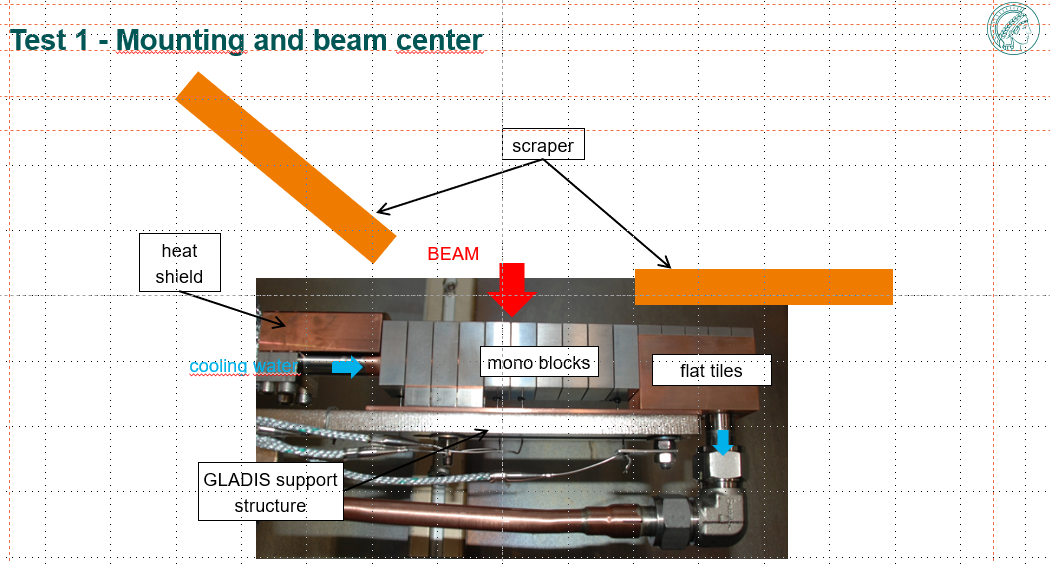 Test 1 - Mounting and beam center
scraper
heat
shield
BEAM
cooling water
mono blocks
flat tiles
GLADIS support
structure